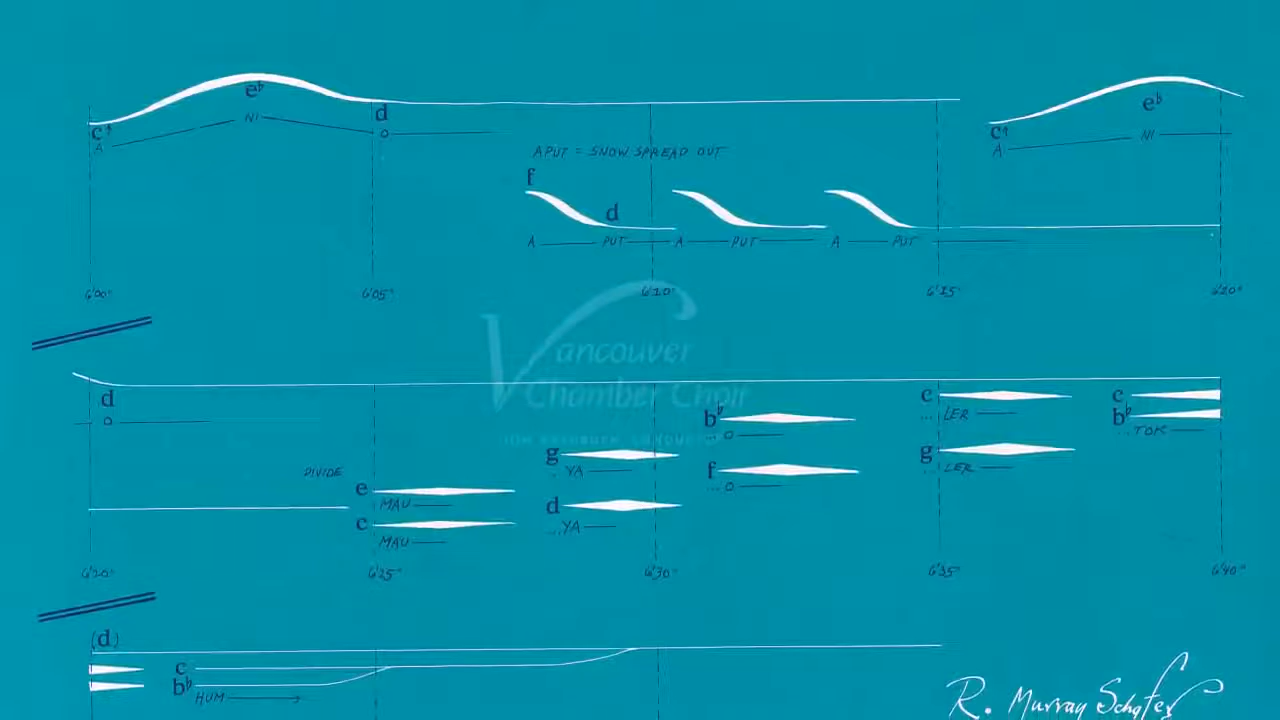 e♭
c↑ d
A NI O
e♭
c↑
A NI
APUT = SNOW SPREAD OUT
f
d
A PUT A PUT A PUT
6'00" 6'05" 6'10" 6'15" 6'20"
Vancouver
Chamber Choir
d
O
DIVIDE
e
MAU
c
MAU
g
... YA
d
... YA
b♭
... O
f
... O
c
... LER
g
... LER
c
b♭
... TOK
6'20" 6'25" 6'30" 6'35" 6'40"
(d)
c
b♭
HUM
R. Murray Schafer